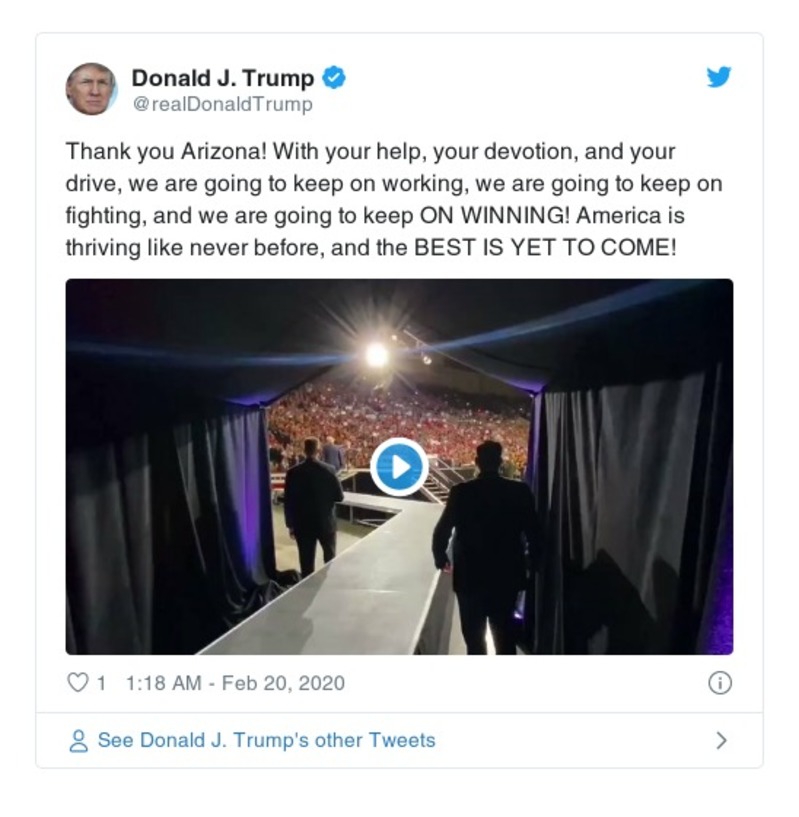 Donald J. Trump
@realDonaldTrump
Thank you Arizona! With your help, your devotion, and your
drive, we are going to keep on working, we are going to keep on
fighting, and we are going to keep ON WINNING! America is
thriving like never before, and the BEST IS YET TO COME!
1 1:18 AM - Feb 20, 2020
See Donald J. Trump's other Tweets